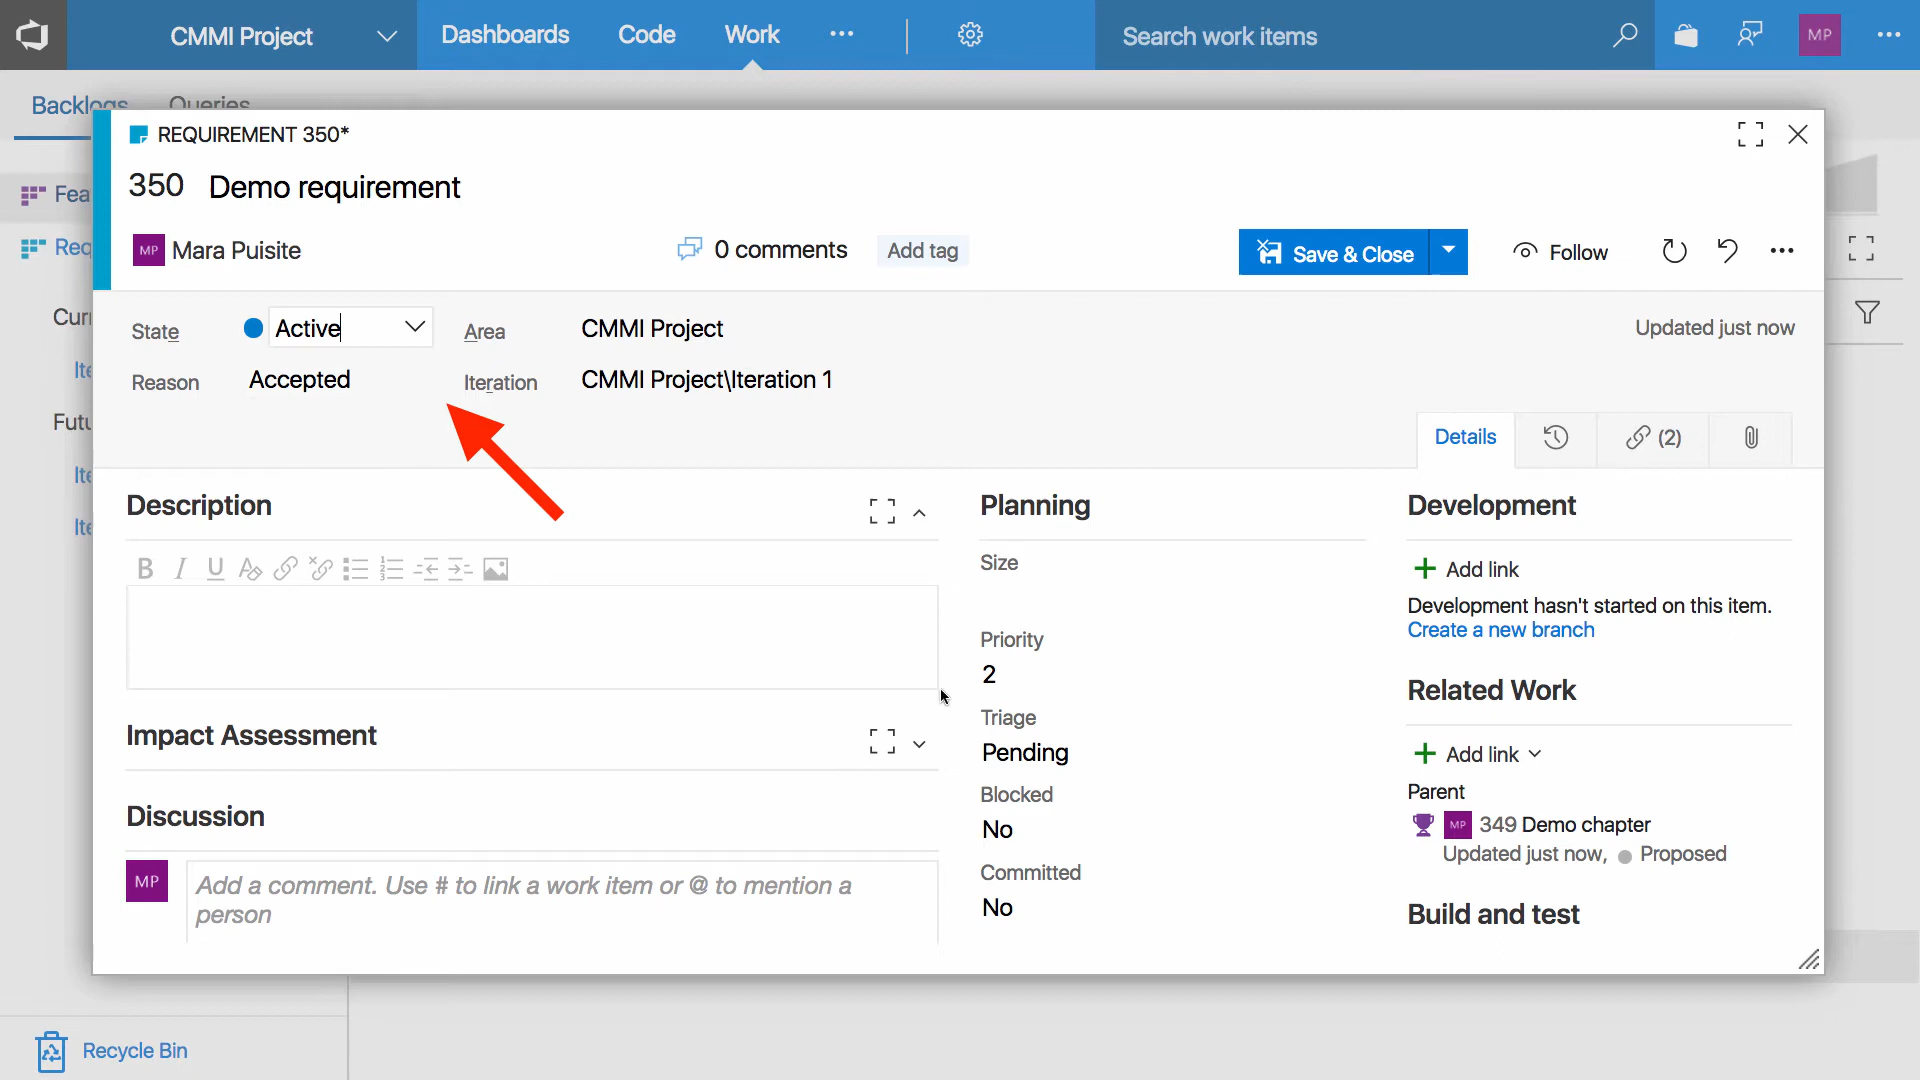 CMMI Project
Dashboards
Code
Work
Search work items
MP
Backlogs
Queries
REQUIREMENT 350*
350 Demo requirement
MP Mara Puisite
0 comments
Add tag
Save & Close
Follow
Fea
Req
Curr
Ite
Futu
Ite
Ite
State
Active
Area
CMMI Project
Updated just now
Reason
Accepted
Iteration
CMMI Project\Iteration 1
Details
(2)
Description
B I U
Planning
Size
Priority
2
Triage
Pending
Blocked
No
Committed
No
Impact Assessment
Discussion
MP
Add a comment. Use # to link a work item or @ to mention a
person
Development
Add link
Development hasn't started on this item.
Create a new branch
Related Work
Add link
Parent
MP 349 Demo chapter
Updated just now, Proposed
Build and test
Recycle Bin